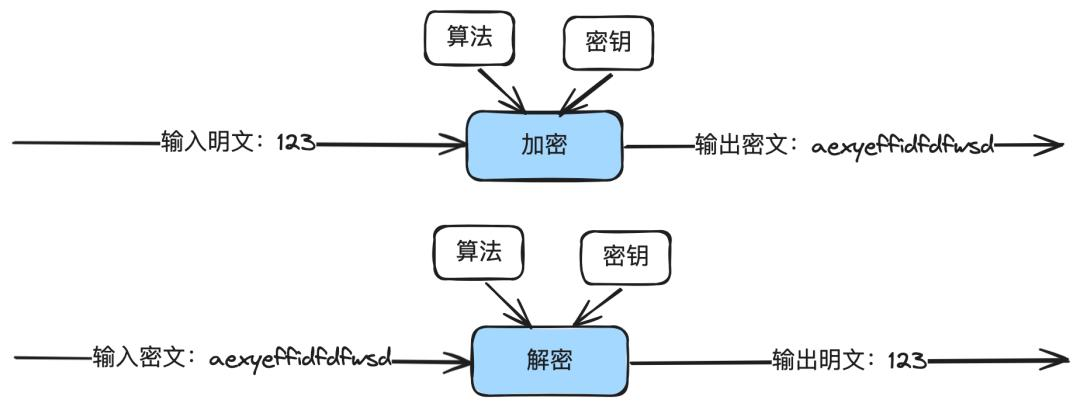 算法
密钥
输入明文：123
加密
输出密文：aexyeffidfdfwsd
算法
密钥
输入密文：aexyeffidfdfwsd
解密
输出明文：123